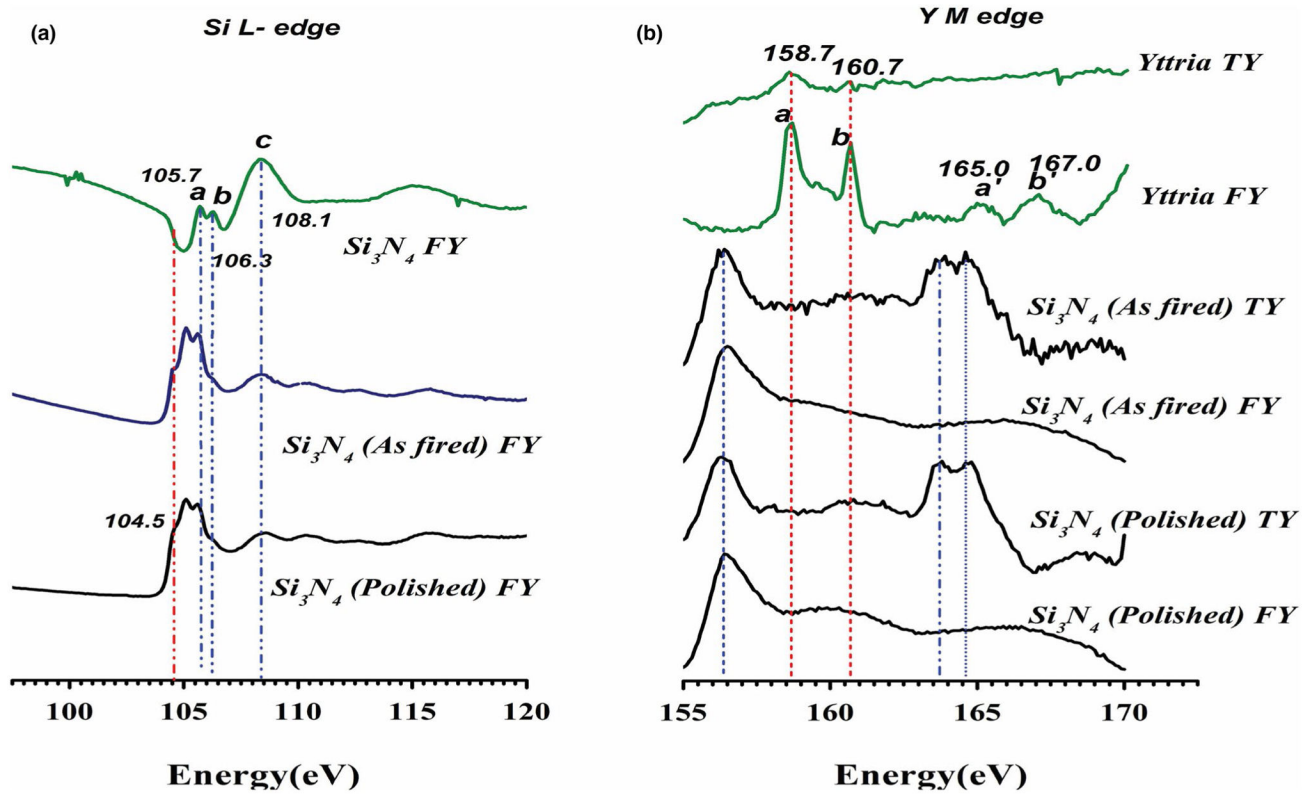 (a)
Si L- edge
105.7
a
b
c
108.1
106.3
Si3N4 FY
Si3N4 (As fired) FY
104.5
Si3N4 (Polished) FY
100
105
110
115
120
Energy(eV)
(b)
Y M edge
158.7
160.7
Yttria TY
a
b
165.0
167.0
a'
b'
Yttria FY
Si3N4 (As fired) TY
Si3N4 (As fired) FY
Si3N4 (Polished) TY
Si3N4 (Polished) FY
155
160
165
170
Energy(eV)